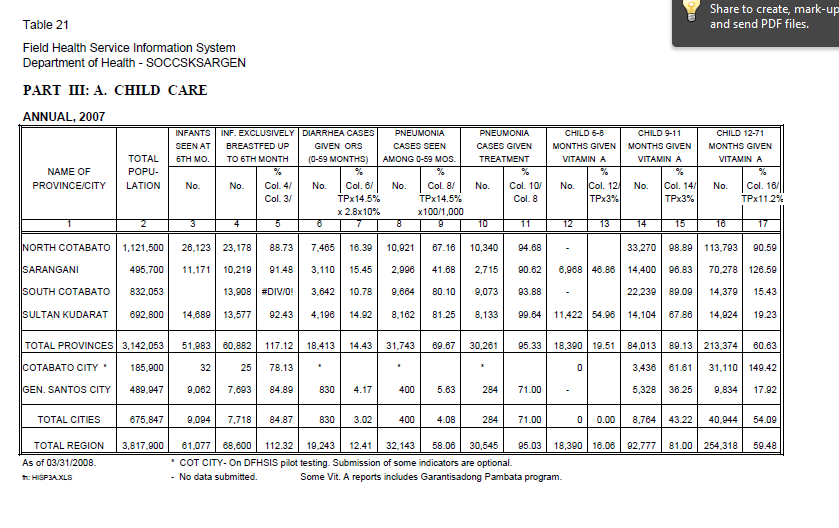 Share to create, mark-up
and send PDF files.
Table 21
Field Health Service Information System
Department of Health - SOCCSKSARGEN
PART III: A. CHILD CARE
ANNUAL, 2007
INFANTS INF. EXCLUSIVELY DIARRHEA CASES PNEUMONIA PNEUMONIA CHILD 6-8 CHILD 9-11 CHILD 12-71
SEEN AT BREASTFED UP GIVEN ORS CASES SEEN CASES GIVEN MONTHS GIVEN MONTHS GIVEN MONTHS GIVEN
TOTAL 6TH MO. TO 6TH MONTH (0-59 MONTHS) AMONG 0-59 MOS. TREATMENT VITAMIN A VITAMIN A VITAMIN A
NAME OF POPU- % % % % % % %
PROVINCE/CITY LATION No. No. Col. 4/ No. Col. 6/ No. Col. 8/ No. Col. 10/ No. Col. 12/ No. Col. 14/ No. Col. 16/
Col. 3/ TPx14.5% TPx14.5% Col. 8 TPx3% TPx3% TPx11.2%
x 2.8x10% x100/1,000
1 2 3 4 5 6 7 8 9 10 11 12 13 14 15 16 17
NORTH COTABATO 1,121,500 26,123 23,178 88.73 7,465 16.39 10,921 67.16 10,340 94.68 - 33,270 98.89 113,793 90.59
SARANGANI 495,700 11,171 10,219 91.48 3,110 15.45 2,996 41.68 2,715 90.62 6,968 46.86 14,400 96.83 70,278 126.59
SOUTH COTABATO 832,053 13,908 #DIV/0! 3,642 10.78 9,664 80.10 9,073 93.88 - 22,239 89.09 14,379 15.43
SULTAN KUDARAT 692,800 14,689 13,577 92.43 4,196 14.92 8,162 81.25 8,133 99.64 11,422 54.96 14,104 67.86 14,924 19.23
TOTAL PROVINCES 3,142,053 51,983 60,882 117.12 18,413 14.43 31,743 69.67 30,261 95.33 18,390 19.51 84,013 89.13 213,374 60.63
COTABATO CITY * 185,900 32 25 78.13 * * * 0 3,436 61.61 31,110 149.42
GEN. SANTOS CITY 489,947 9,062 7,693 84.89 830 4.17 400 5.63 284 71.00 - 5,328 36.25 9,834 17.92
TOTAL CITIES 675,847 9,094 7,718 84.87 830 3.02 400 4.08 284 71.00 0 0.00 8,764 43.22 40,944 54.09
TOTAL REGION 3,817,900 61,077 68,600 112.32 19,243 12.41 32,143 58.06 30,545 95.03 18,390 16.06 92,777 81.00 254,318 59.48
As of 03/31/2008. * COT CITY- On DFHSIS pilot testing. Submission of some indicators are optional.
fn: HISP3A.XLS - No data submitted. Some Vit. A reports includes Garantisadong Pambata program.